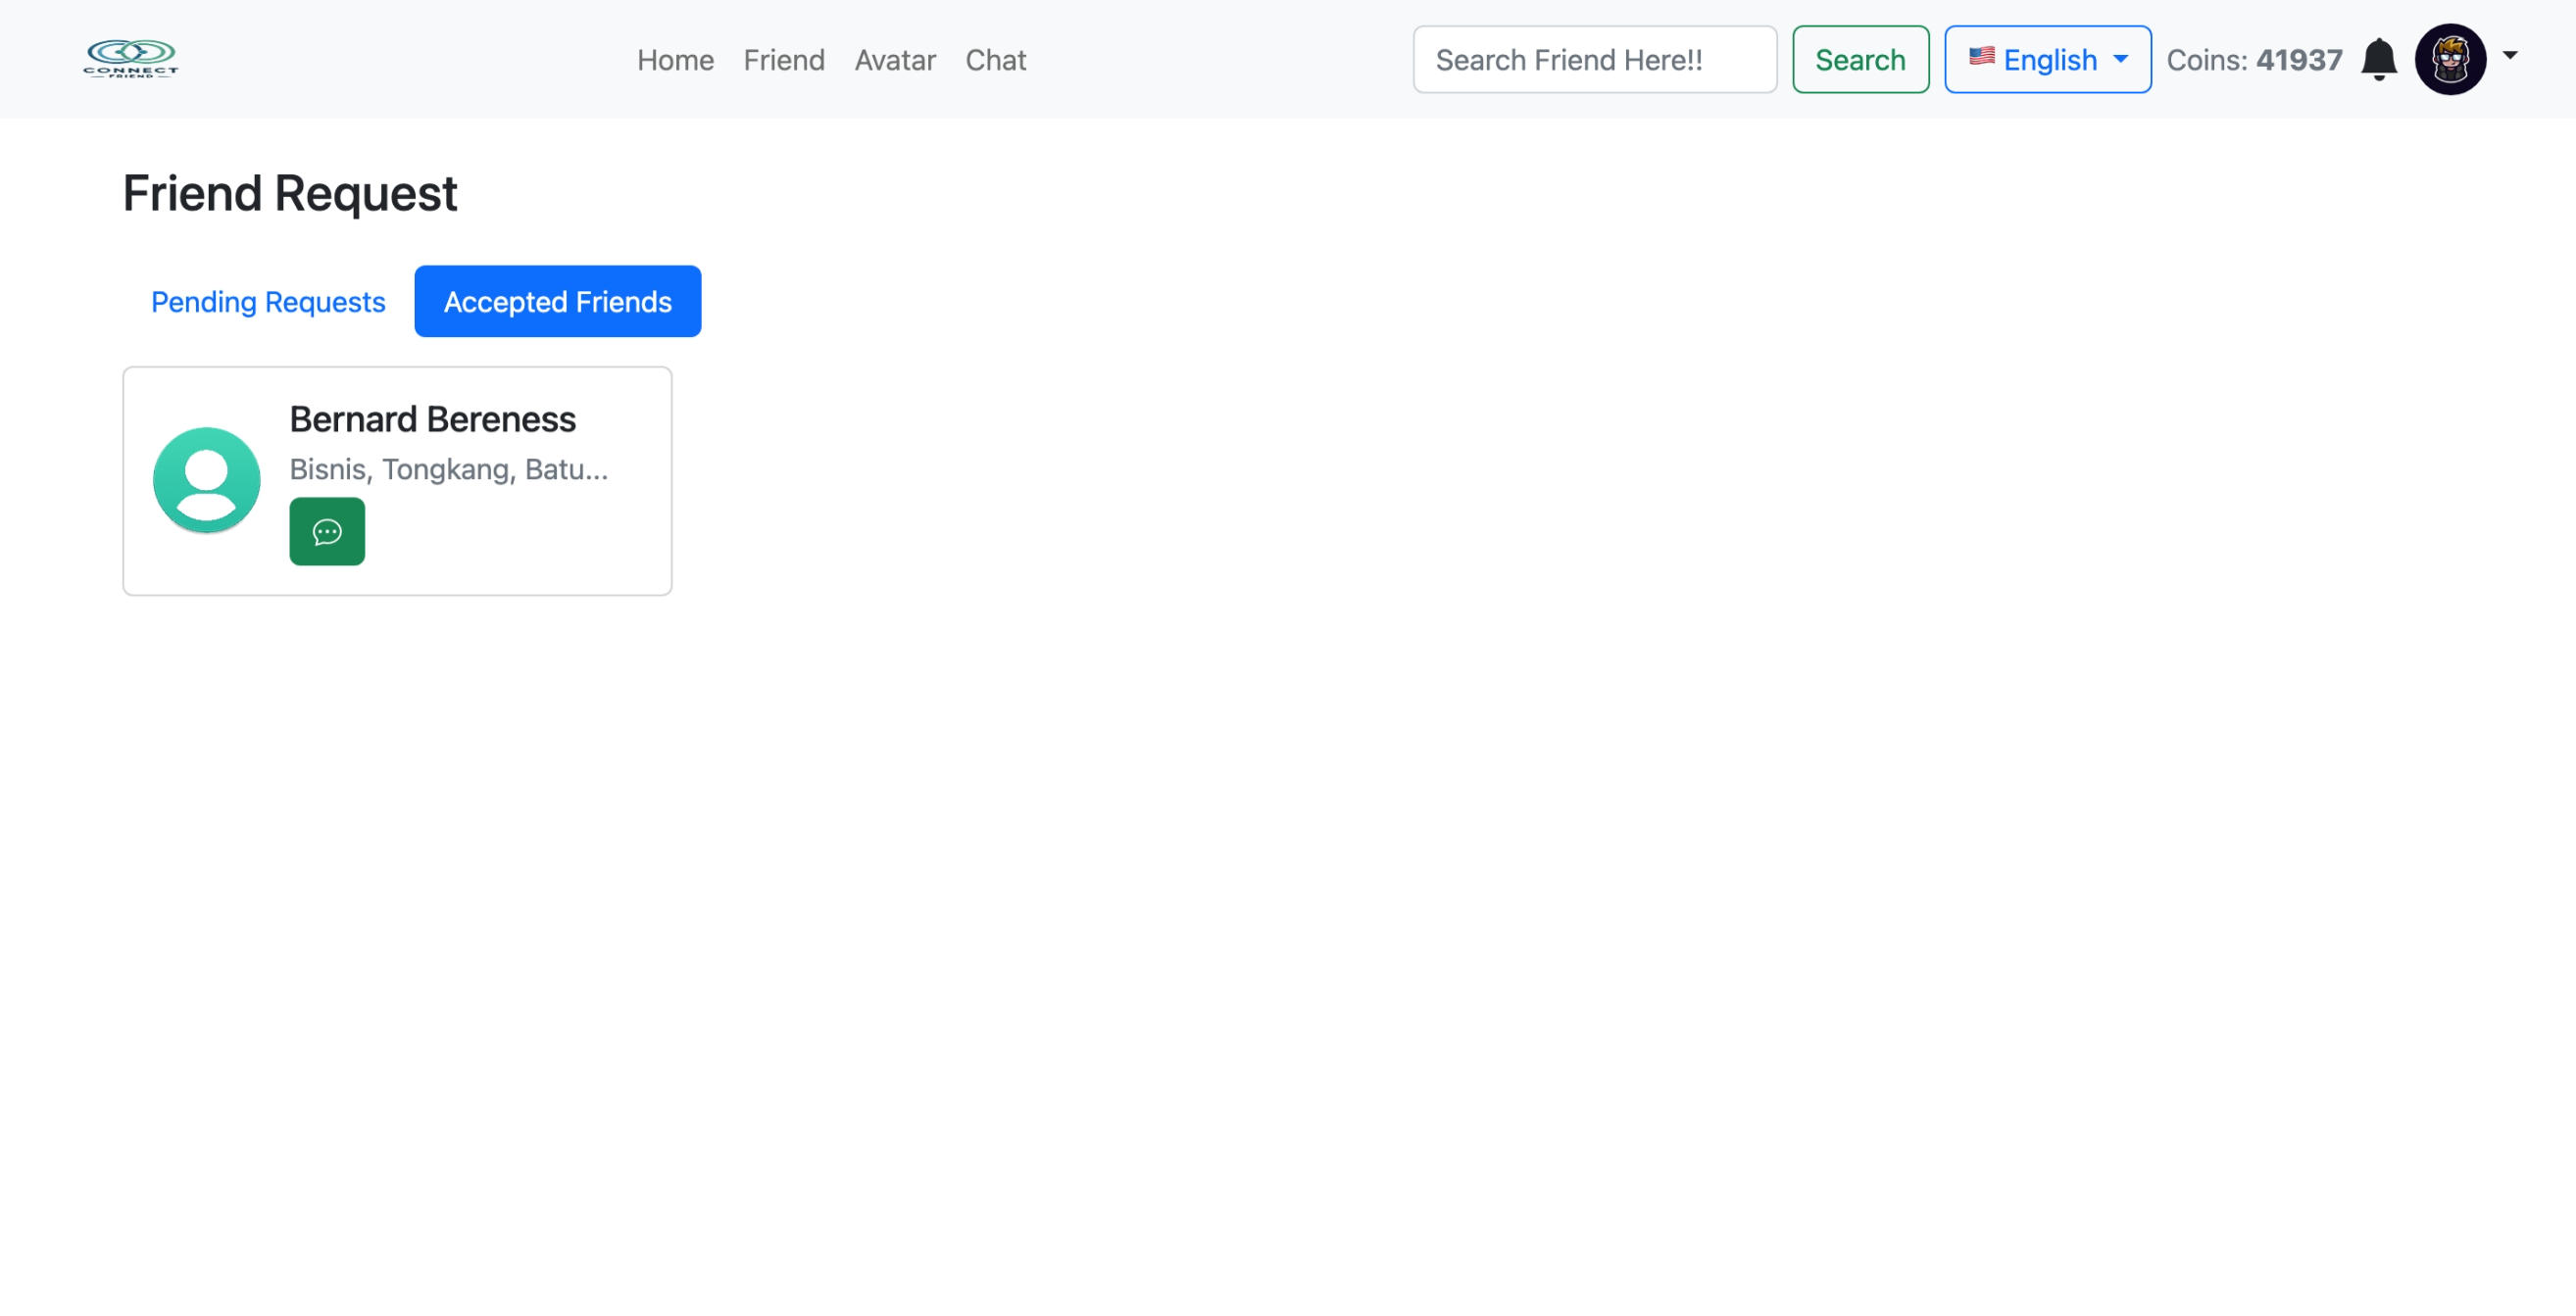 CONNECT
FRIEND
Home Friend Avatar Chat
Search Friend Here!! Search English Coins: 41937
Friend Request
Pending Requests Accepted Friends
Bernard Bereness
Bisnis, Tongkang, Batu...